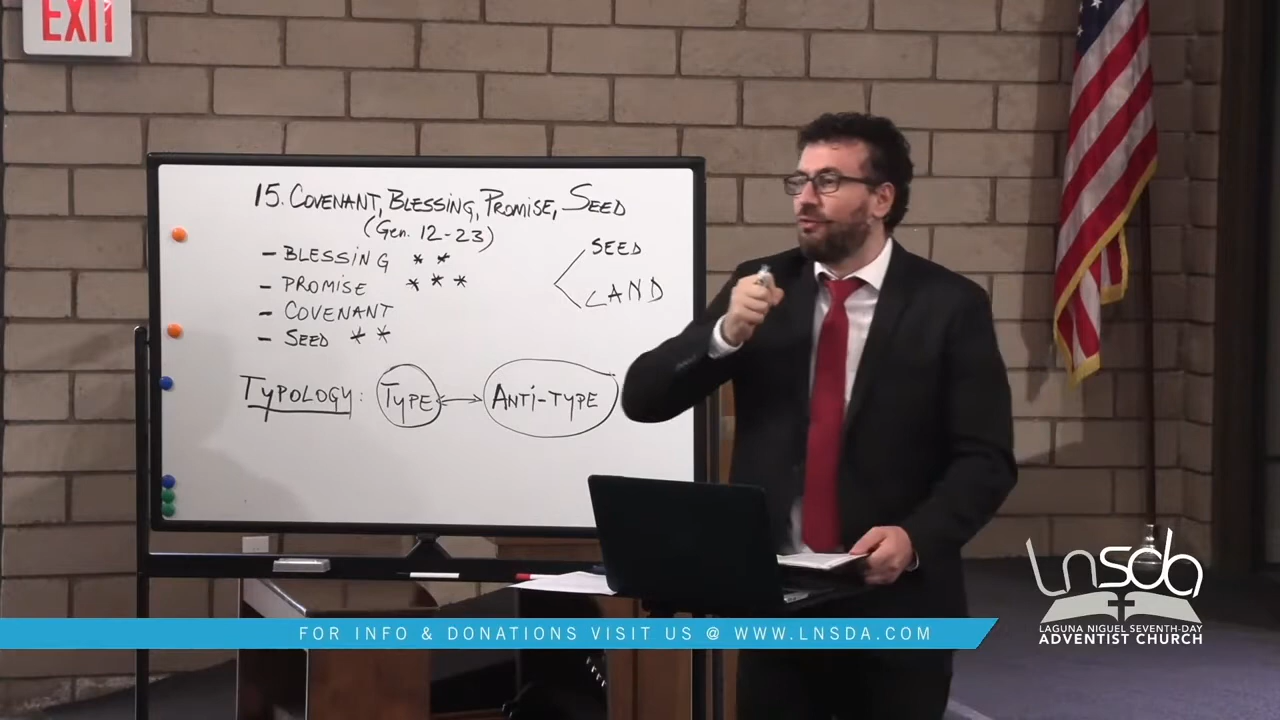 EXIT
15. COVENANT, BLESSING, PROMISE, SEED
(Gen. 12-23)
- BLESSING * *
- PROMISE * * *
- COVENANT
- SEED * *
SEED
LAND
TYPOLOGY: TYPE ↔ ANTI-TYPE
FOR INFO & DONATIONS VISIT US @ WWW.LNSDA.COM
LNSDA
LAGUNA NIGUEL SEVENTH-DAY
ADVENTIST CHURCH